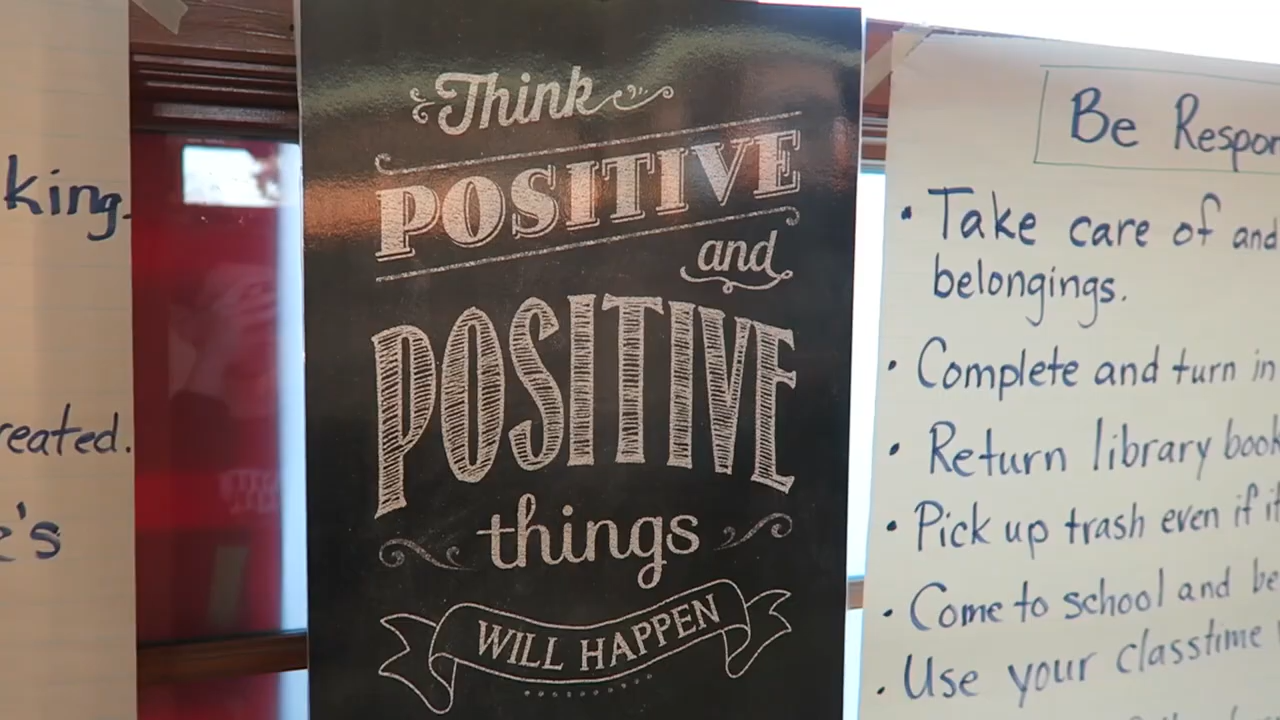 king.
reated.
's
Think
POSITIVE
and
POSITIVE
things
WILL HAPPEN
Be Respon
• Take care of and
belongings.
• Complete and turn in
• Return library book
• Pick up trash even if it
• Come to school and be
• Use your classtime